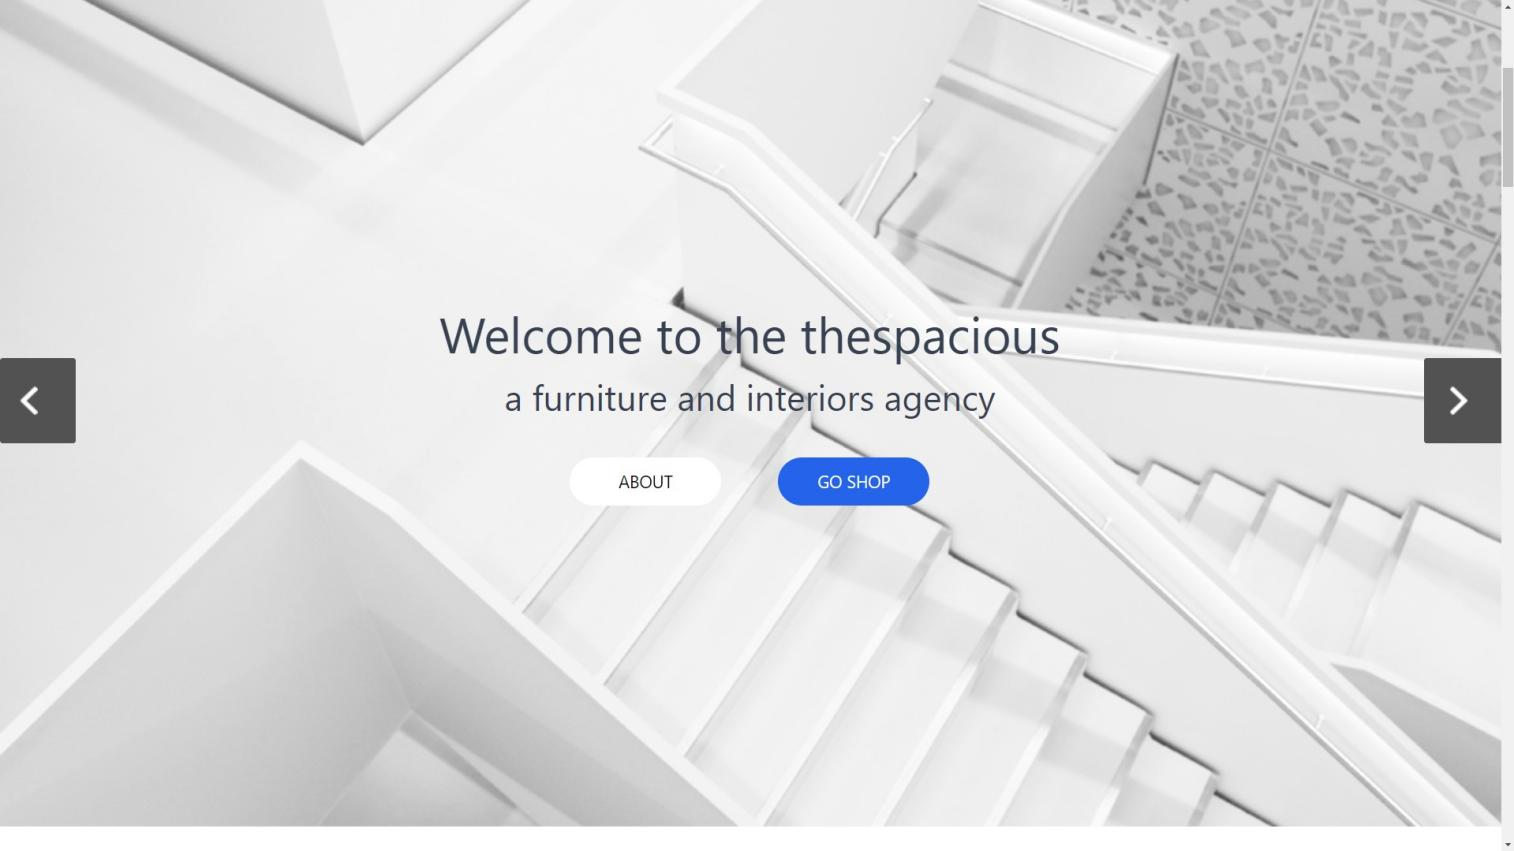 Welcome to the thespacious
a furniture and interiors agency
ABOUT
GO SHOP